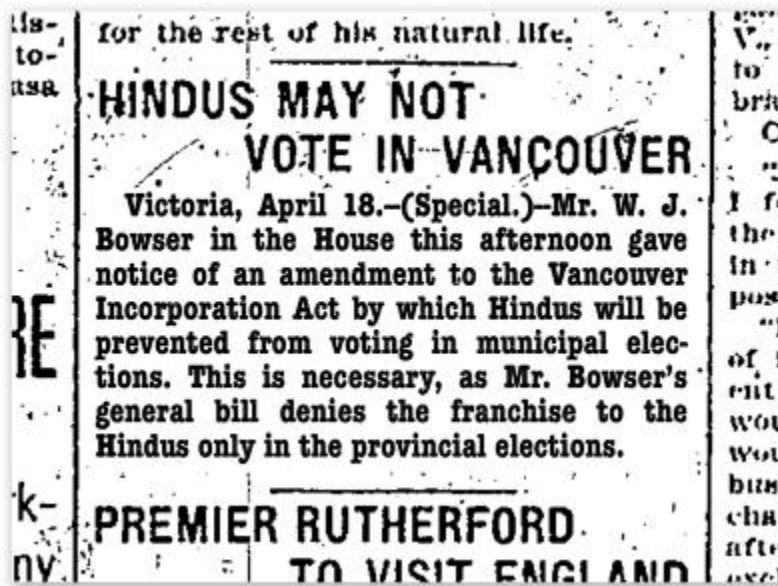 for the rest of his natural life.
HINDUS MAY NOT
VOTE IN VANCOUVER
Victoria, April 18.—(Special.)—Mr. W. J.
Bowser in the House this afternoon gave
notice of an amendment to the Vancouver
Incorporation Act by which Hindus will be
prevented from voting in municipal elec-
tions. This is necessary, as Mr. Bowser's
general bill denies the franchise to the
Hindus only in the provincial elections.
PREMIER RUTHERFORD
TO VISIT ENGLAND